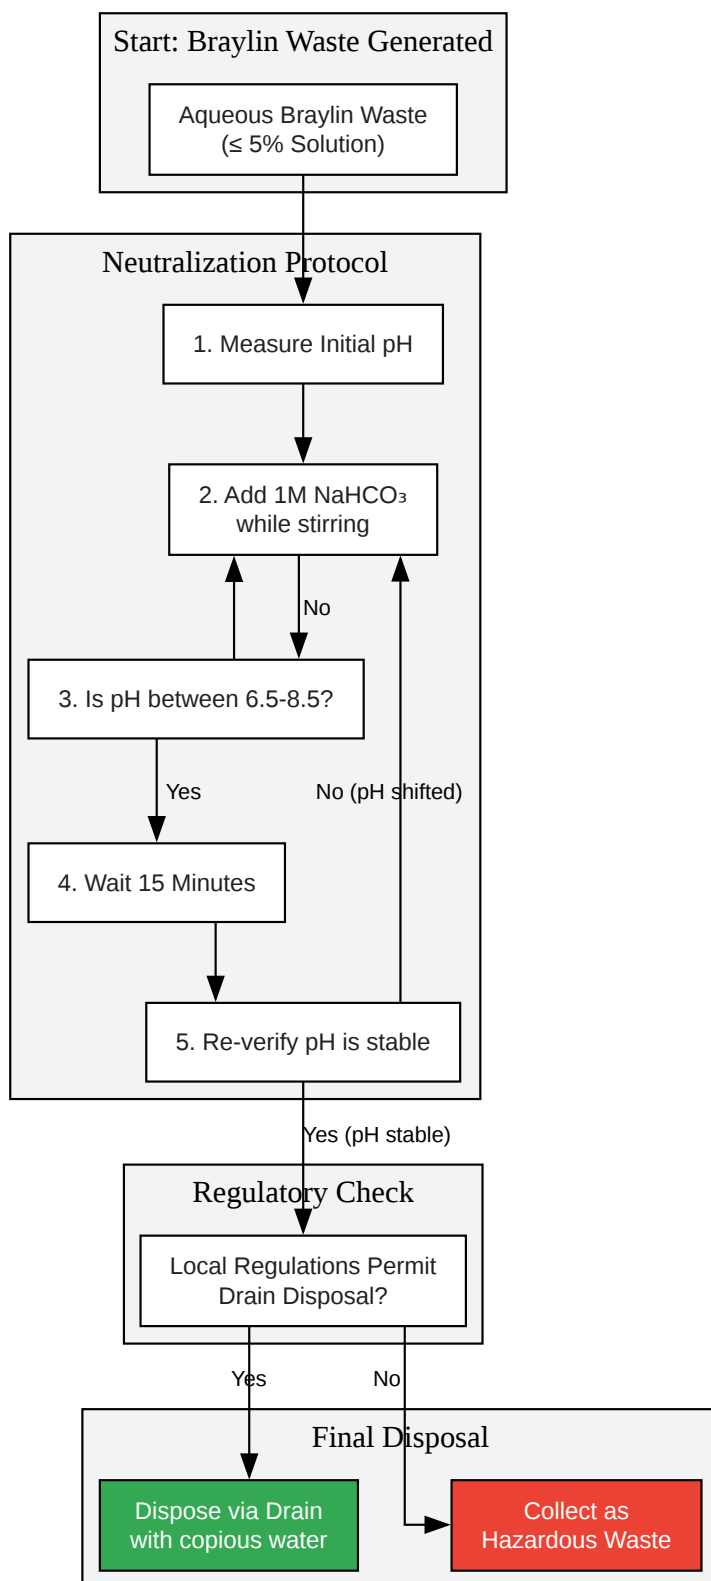 Start: Braylin Waste Generated
Aqueous Braylin Waste
(≤ 5% Solution)
Neutralization Protocol
1. Measure Initial pH
2. Add 1M NaHCO₃
while stirring
No
3. Is pH between 6.5-8.5?
Yes
No (pH shifted)
4. Wait 15 Minutes
5. Re-verify pH is stable
Yes (pH stable)
Regulatory Check
Local Regulations Permit
Drain Disposal?
Yes
No
Final Disposal
Dispose via Drain
with copious water
Collect as
Hazardous Waste